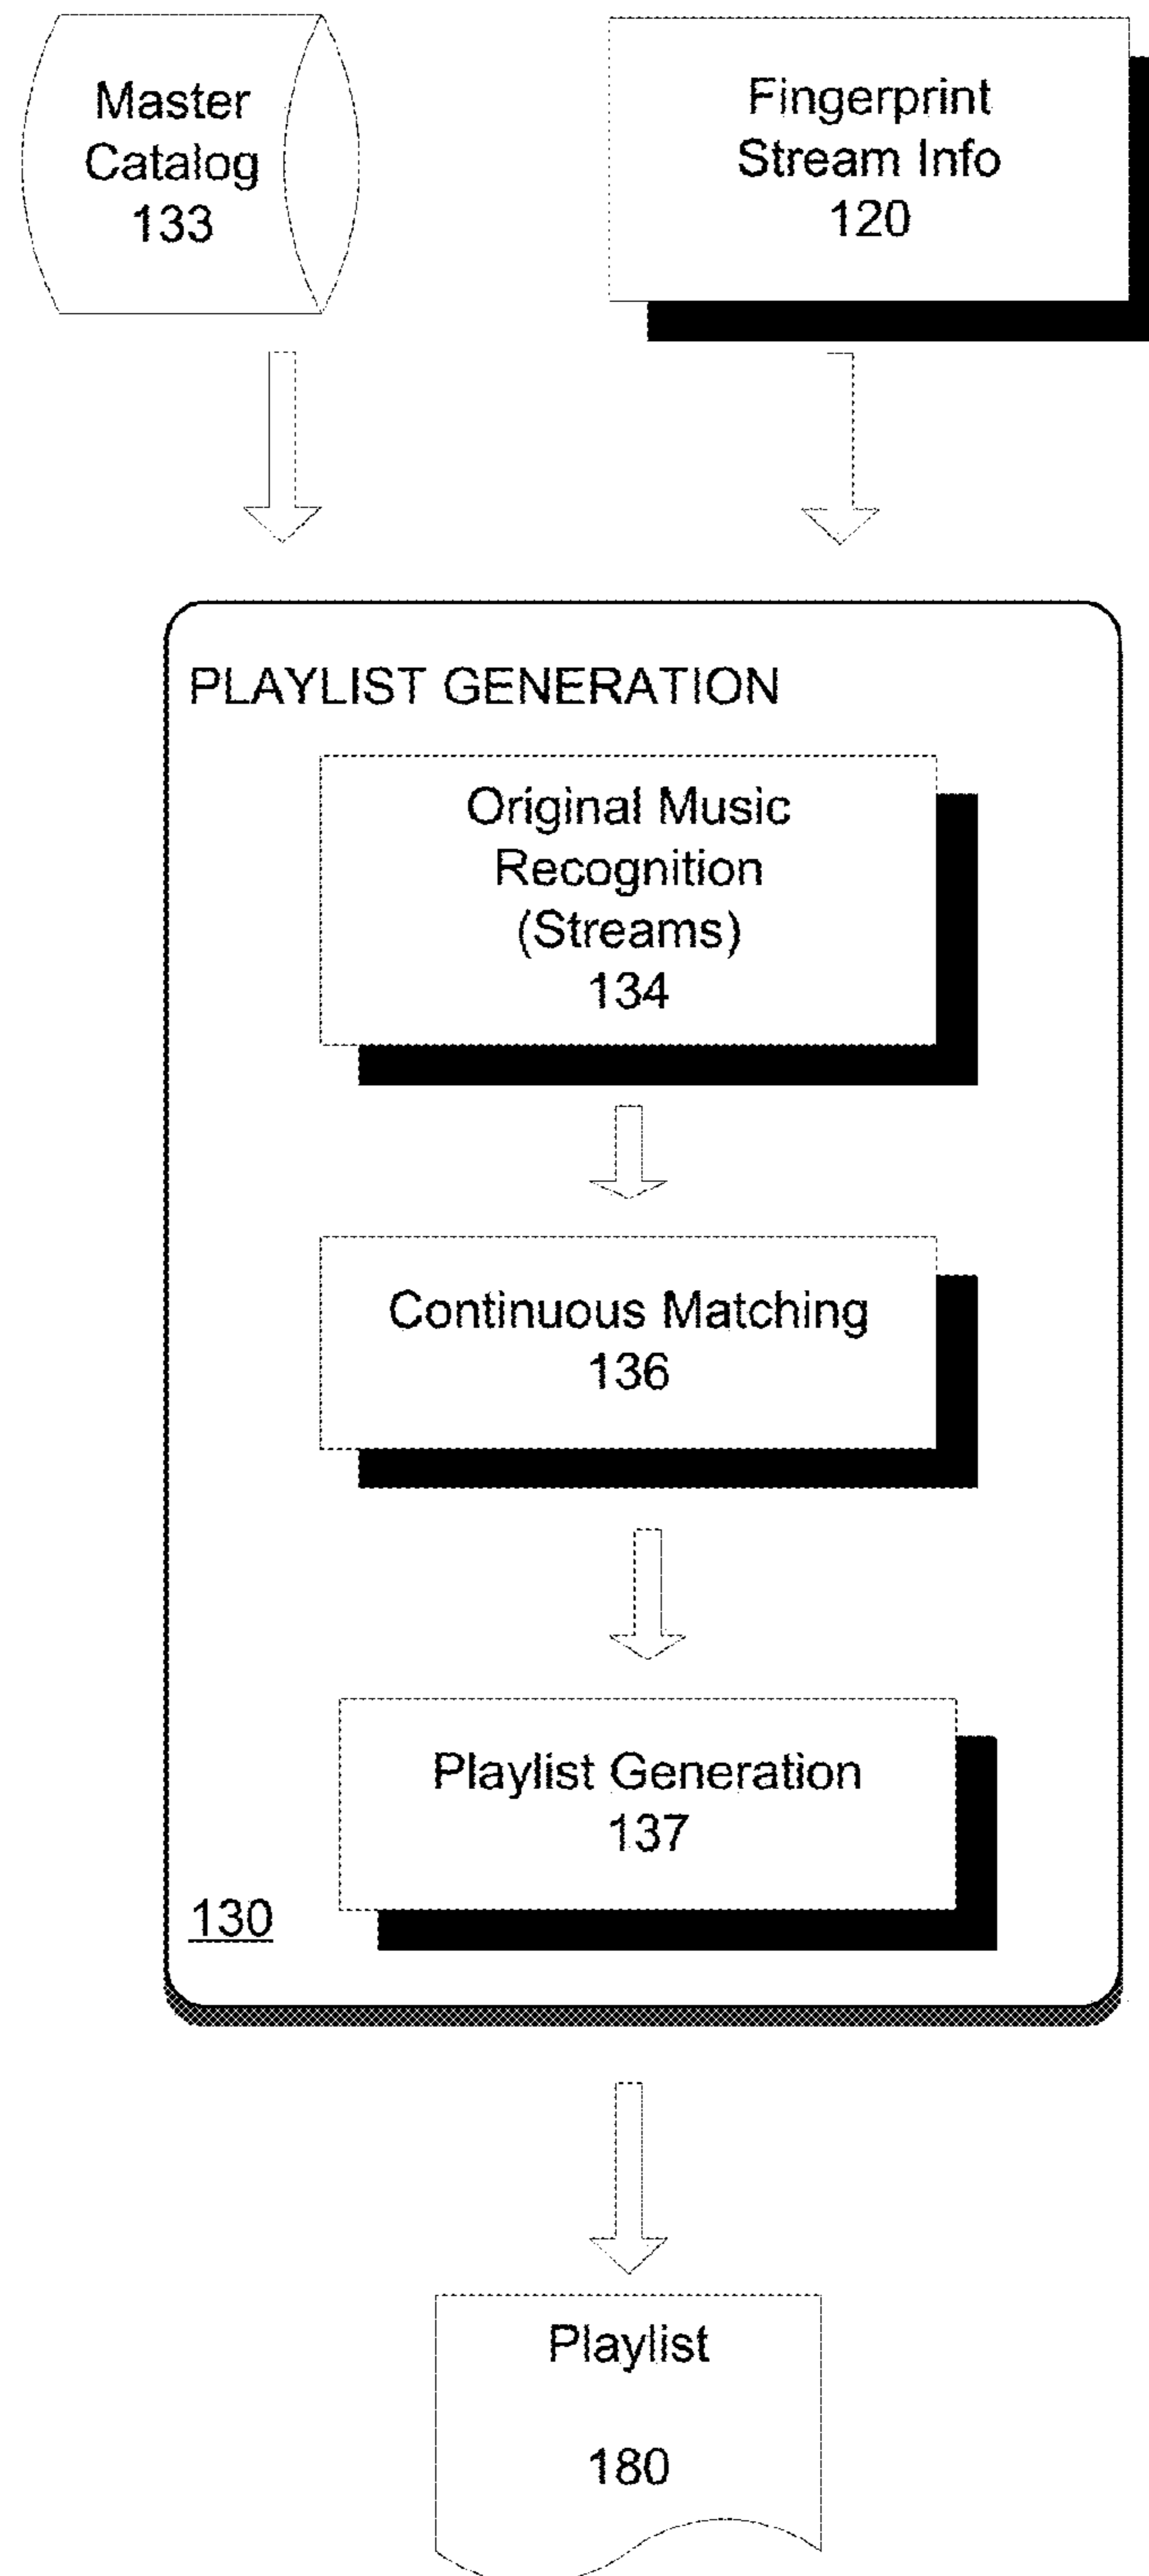 Master
Catalog
133
Fingerprint
Stream Info
120
PLAYLIST GENERATION
Original Music
Recognition
(Streams)
134
Continuous Matching
136
Playlist Generation
137
130
Playlist
180